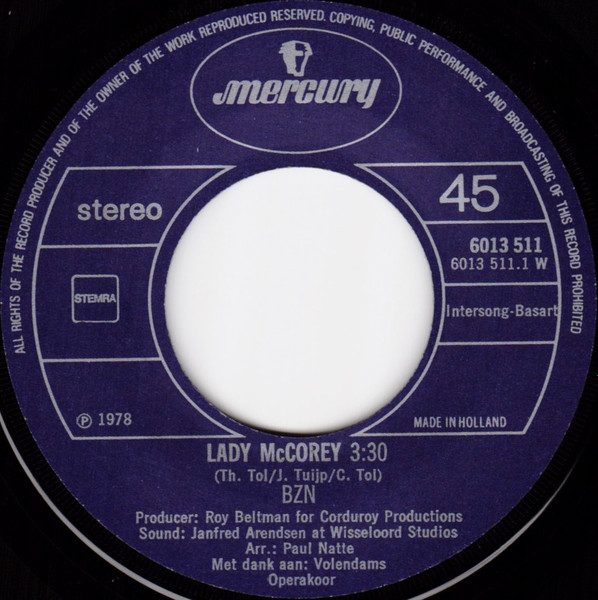 ALL RIGHTS OF THE RECORD PRODUCER AND OF THE OWNER OF THE WORK REPRODUCED RESERVED. COPYING, PUBLIC PERFORMANCE AND BROADCASTING OF THIS RECORD PROHIBITED
mercury
stereo
45
6013 511
6013 511.1 W
STEMRA
Intersong-Basart
℗ 1978
MADE IN HOLLAND
LADY McCOREY 3:30
(Th. Tol/J. Tuijp/C. Tol)
BZN
Producer: Roy Beltman for Corduroy Productions
Sound: Janfred Arendsen at Wisseloord Studios
Arr.: Paul Natte
Met dank aan: Volendams
Operakoor